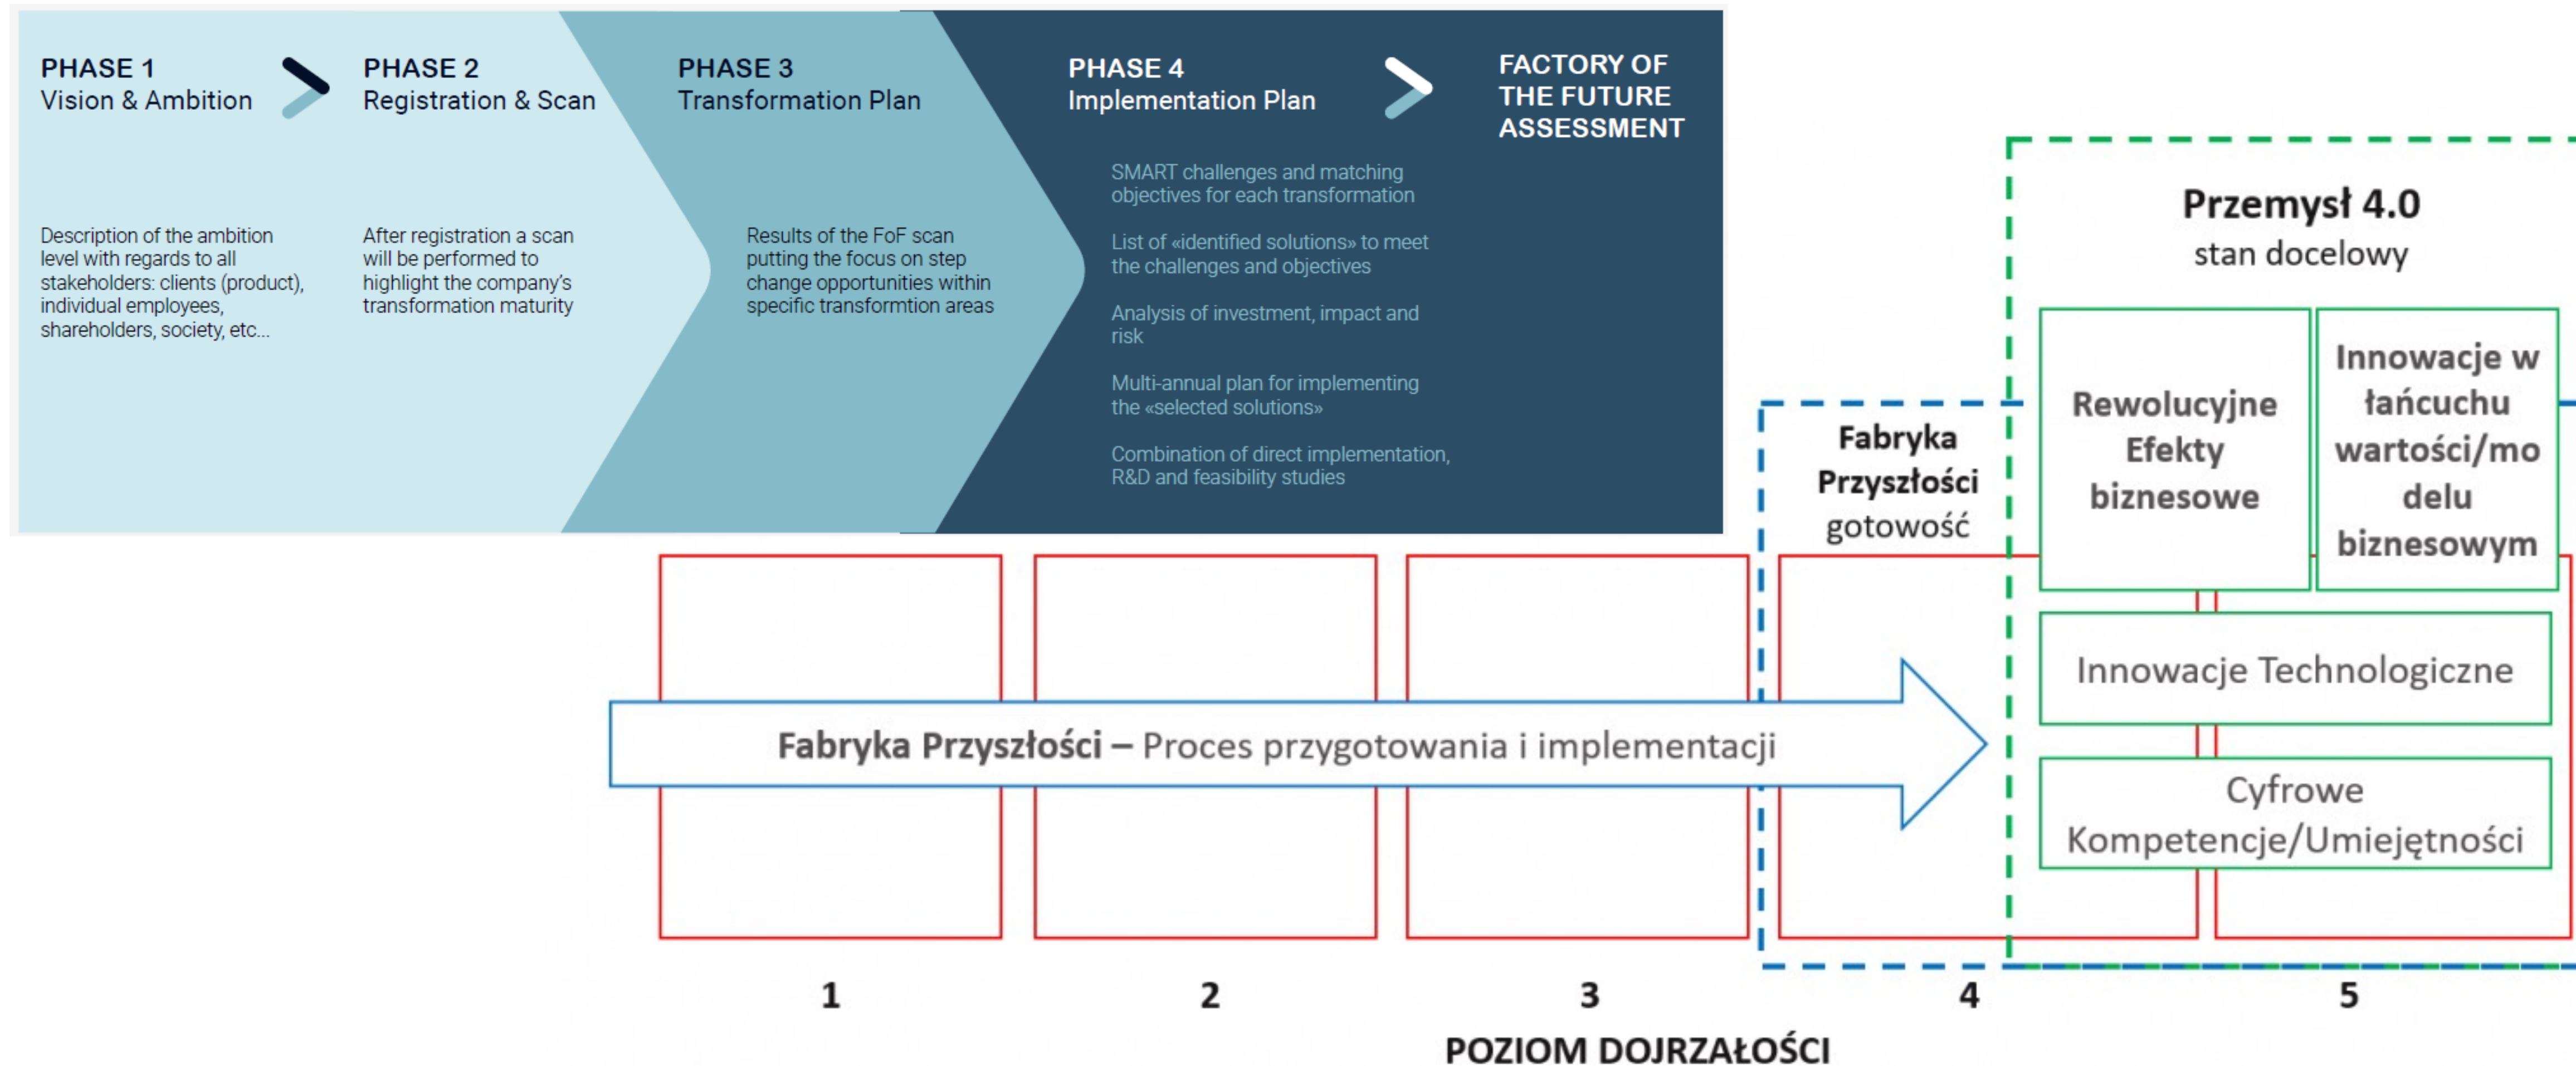 PHASE 1
Vision & Ambition
Description of the ambition
level with regards to all
stakeholders: clients (product),
individual employees,
shareholders, society, etc...
PHASE 2
Registration & Scan
After registration a scan
will be performed to
highlight the company's
transformation maturity
PHASE 3
Transformation Plan
Results of the FoF scan
putting the focus on step
change opportunities within
specific transformtion areas
PHASE 4
Implementation Plan
SMART challenges and matching
objectives for each transformation
List of «identified solutions» to meet
the challenges and objectives
Analysis of investment, impact and
risk
Multi-annual plan for implementing
the «selected solutions»
Combination of direct implementation,
R&D and feasibility studies
FACTORY OF
THE FUTURE
ASSESSMENT
Przemysł 4.0
stan docelowy
Fabryka
Przyszłości
gotowość
Rewolucyjne
Efekty
biznesowe
Innowacje w
łańcuchu
wartości/mo
delu
biznesowym
Innowacje Technologiczne
Cyfrowe
Kompetencje/Umiejętności
Fabryka Przyszłości – Proces przygotowania i implementacji
1
2
3
4
5
POZIOM DOJRZAŁOŚCI